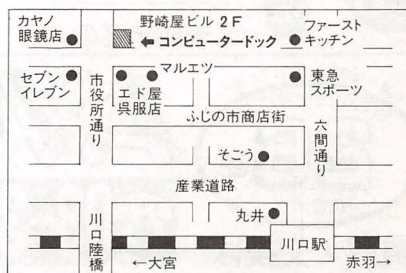 カヤノ
眼鏡店
野崎屋ビル 2F
← コンピュータードック
ファースト
キッチン
セブン
イレブン
市役所通り
マルエツ
エド屋
呉服店
東急
スポーツ
ふじの市商店街
六間通り
そごう
産業道路
丸井
川口陸橋
川口駅
←大宮
赤羽→